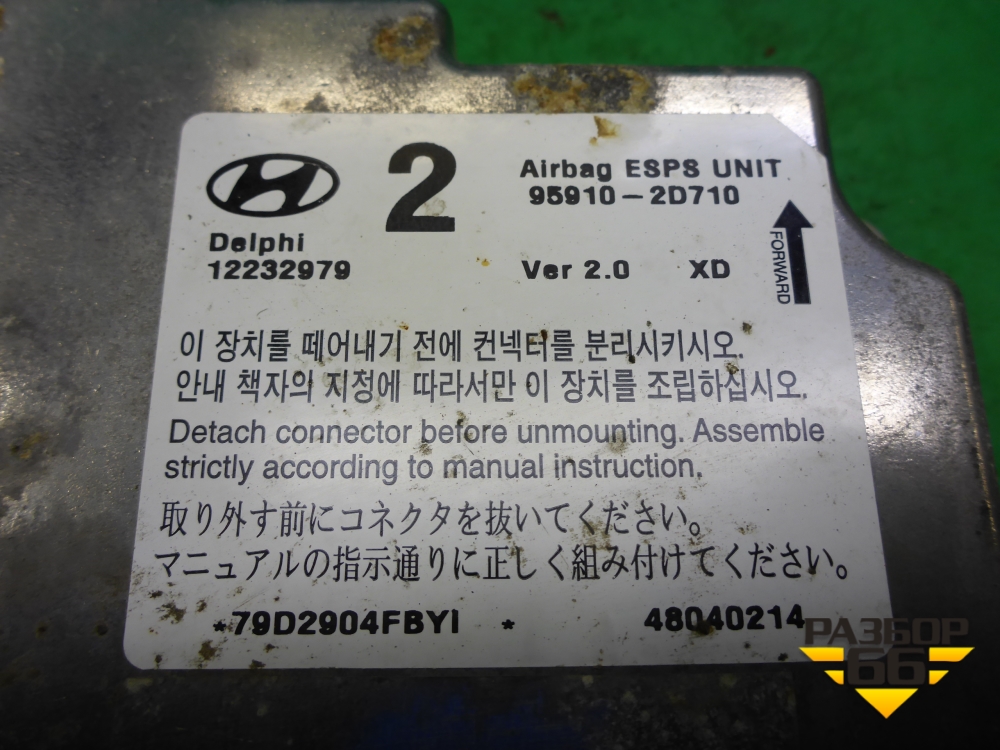 2
Airbag ESPS UNIT
95910-2D710
Delphi
12232979
Ver 2.0 XD
FORWARD
이 장치를 떼어내기 전에 컨넥터를 분리시키시오.
안내 책자의 지정에 따라서만 이 장치를 조립하십시오.
Detach connector before unmounting. Assemble
strictly according to manual instruction.
取り外す前にコネクタを抜いてください。
マニュアルの指示通りに正しく組み付けてください。
*79D2904FBYI *
48040214
РАЗБОР
66